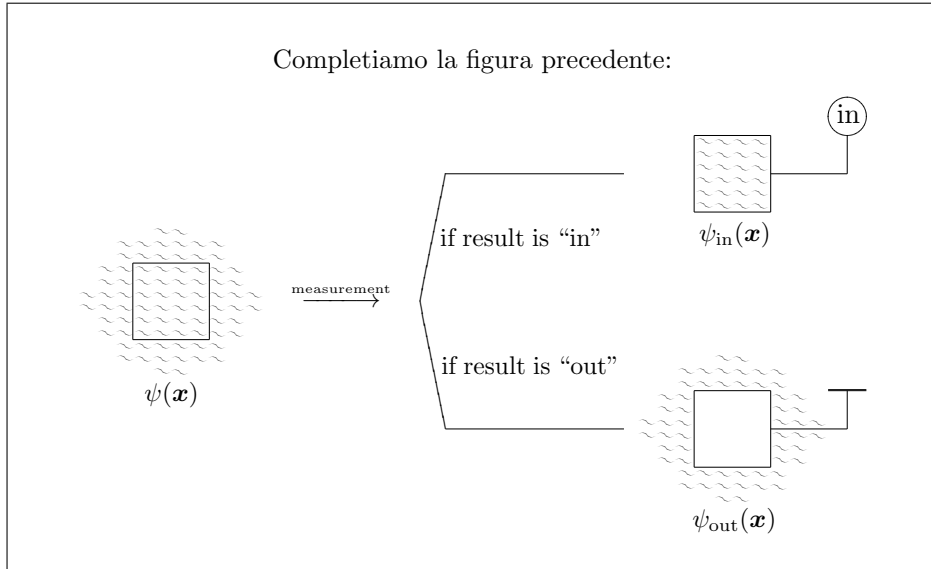 Completiamo la figura precedente:
in
ψ_in(x)
if result is “in”
measurement
if result is “out”
ψ(x)
ψ_out(x)